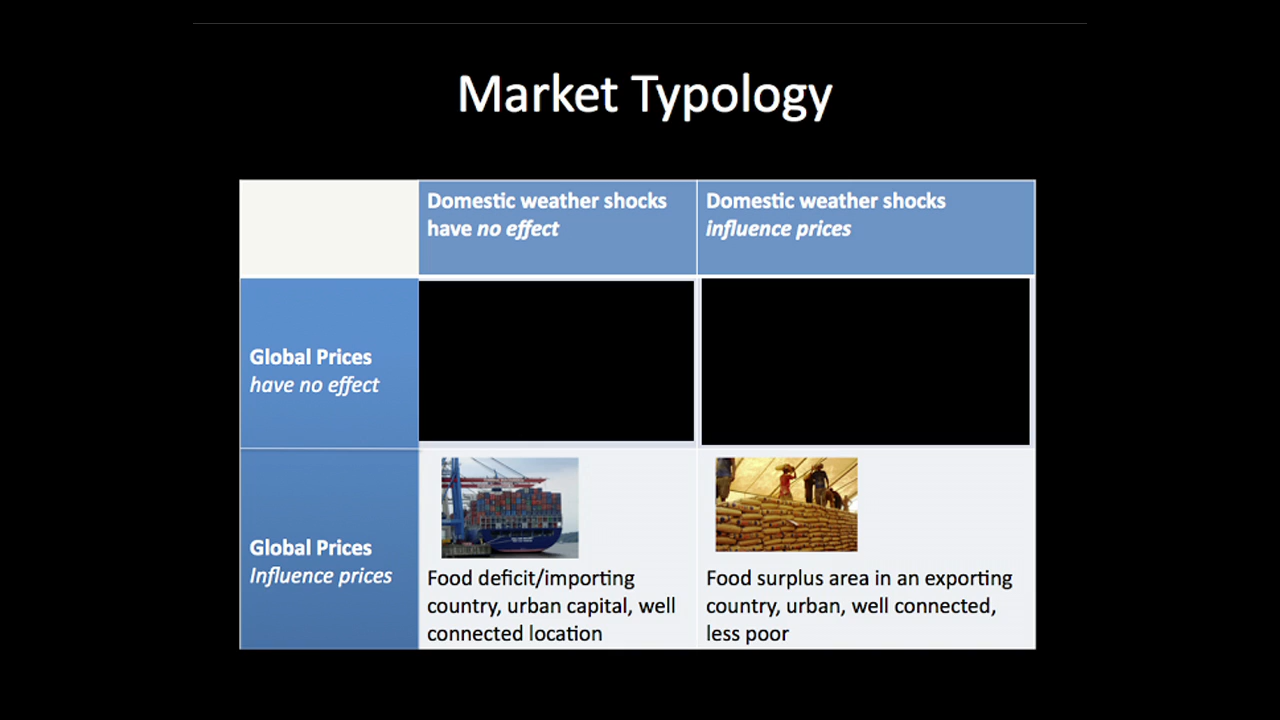 Market Typology
Domestic weather shocks
have no effect
Domestic weather shocks
influence prices
Global Prices
have no effect
Global Prices
Influence prices
Food deficit/importing
country, urban capital, well
connected location
Food surplus area in an exporting
country, urban, well connected,
less poor